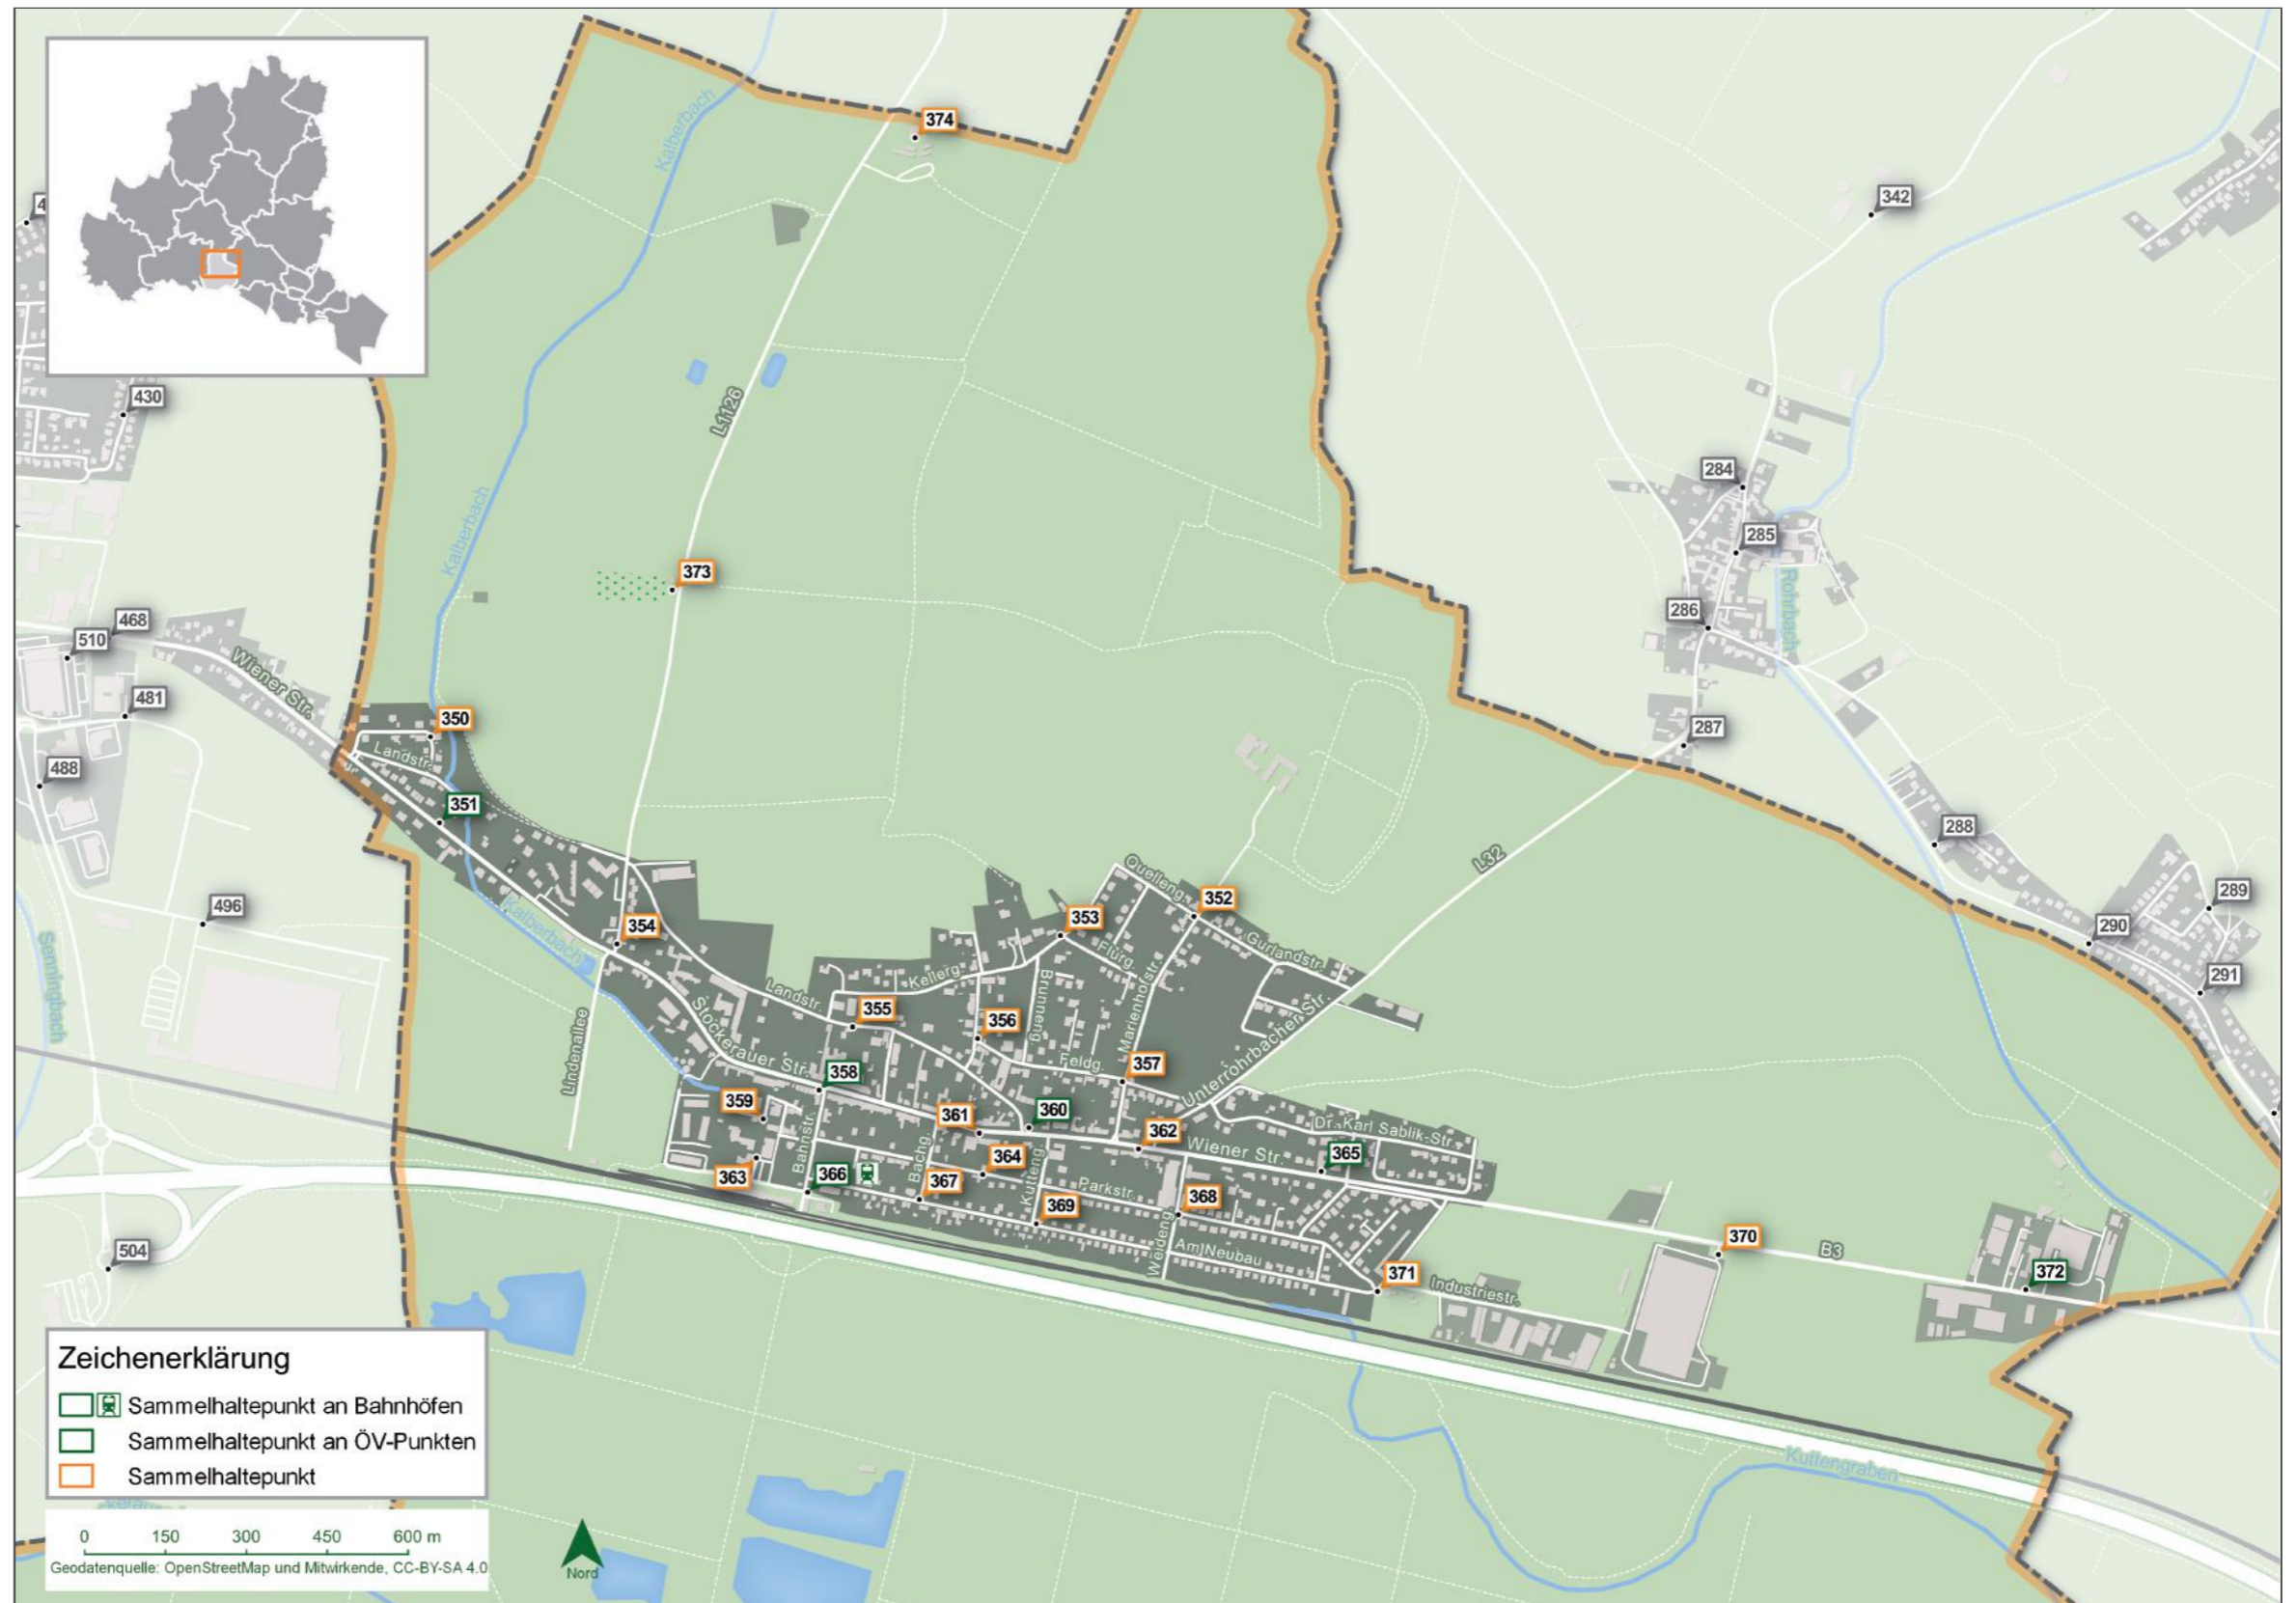 374
342
4
430
Kalberbach
L1126
284
285
Kalberbach
373
Rohrbach
286
468
510
Wiener Str.
481
350
287
Landstr.
488
351
288
L32
Quelleng.
352
289
496
353
290
Kalberbach
354
Flurg.
Gurlandstr.
Senningbach
Kellerg.
291
Landstr.
Brunneng.
Marienhofstr.
355
Stockerauer Str.
356
Unterrohrbacher Str.
Lindenallee
Feldg.
357
358
359
361
360
Dr.-Karl Sablik-Str.
362
Wiener Str.
Bahnstr.
Bachg.
364
365
363
366
367
Kutteng.
Parkstr.
368
369
370
Weideng.
Am Neubau
B3
504
371
Industriestr.
372
Kuttengraben
Zeichenerklärung
Sammelhaltepunkt an Bahnhöfen
Sammelhaltepunkt an ÖV-Punkten
Sammelhaltepunkt
0 150 300 450 600 m
Geodatenquelle: OpenStreetMap und Mitwirkende, CC-BY-SA 4.0
Nord